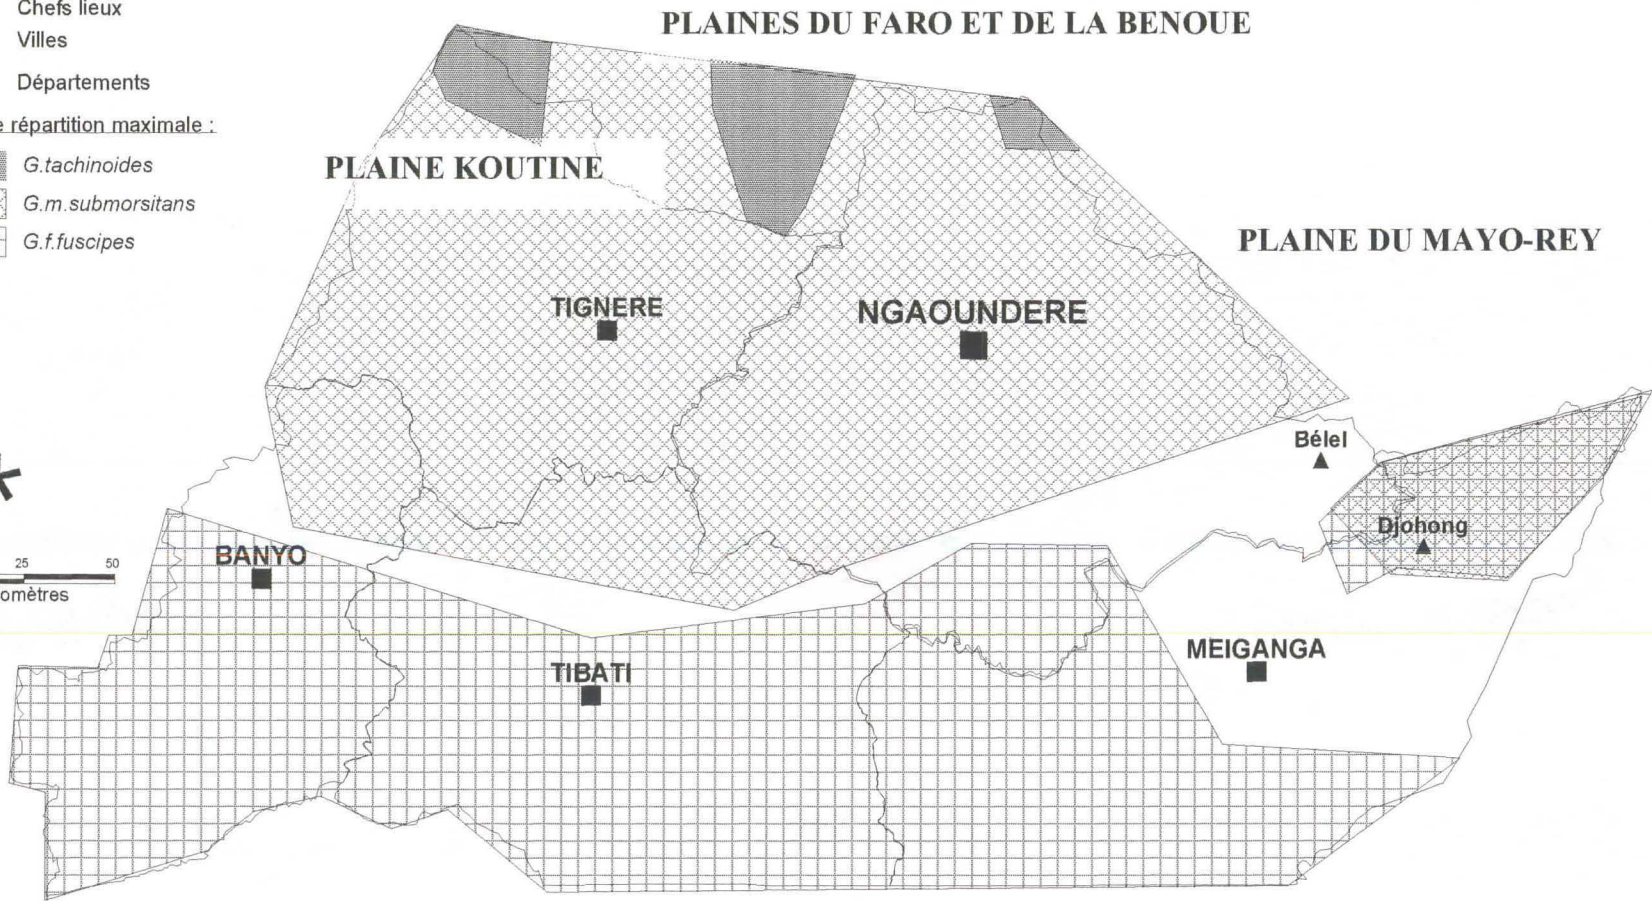 Chefs lieux
PLAINES DU FARO ET DE LA BENOUE
Villes
Départements
répartition maximale :
G.tachinoides
G.m.submorsitans
G.f.fuscipes
PLAINE KOUTINE
PLAINE DU MAYO-REY
TIGNERE
NGAOUNDERE
Bélel
Djohong
BANYO
25 50
omètres
MEIGANGA
TIBATI